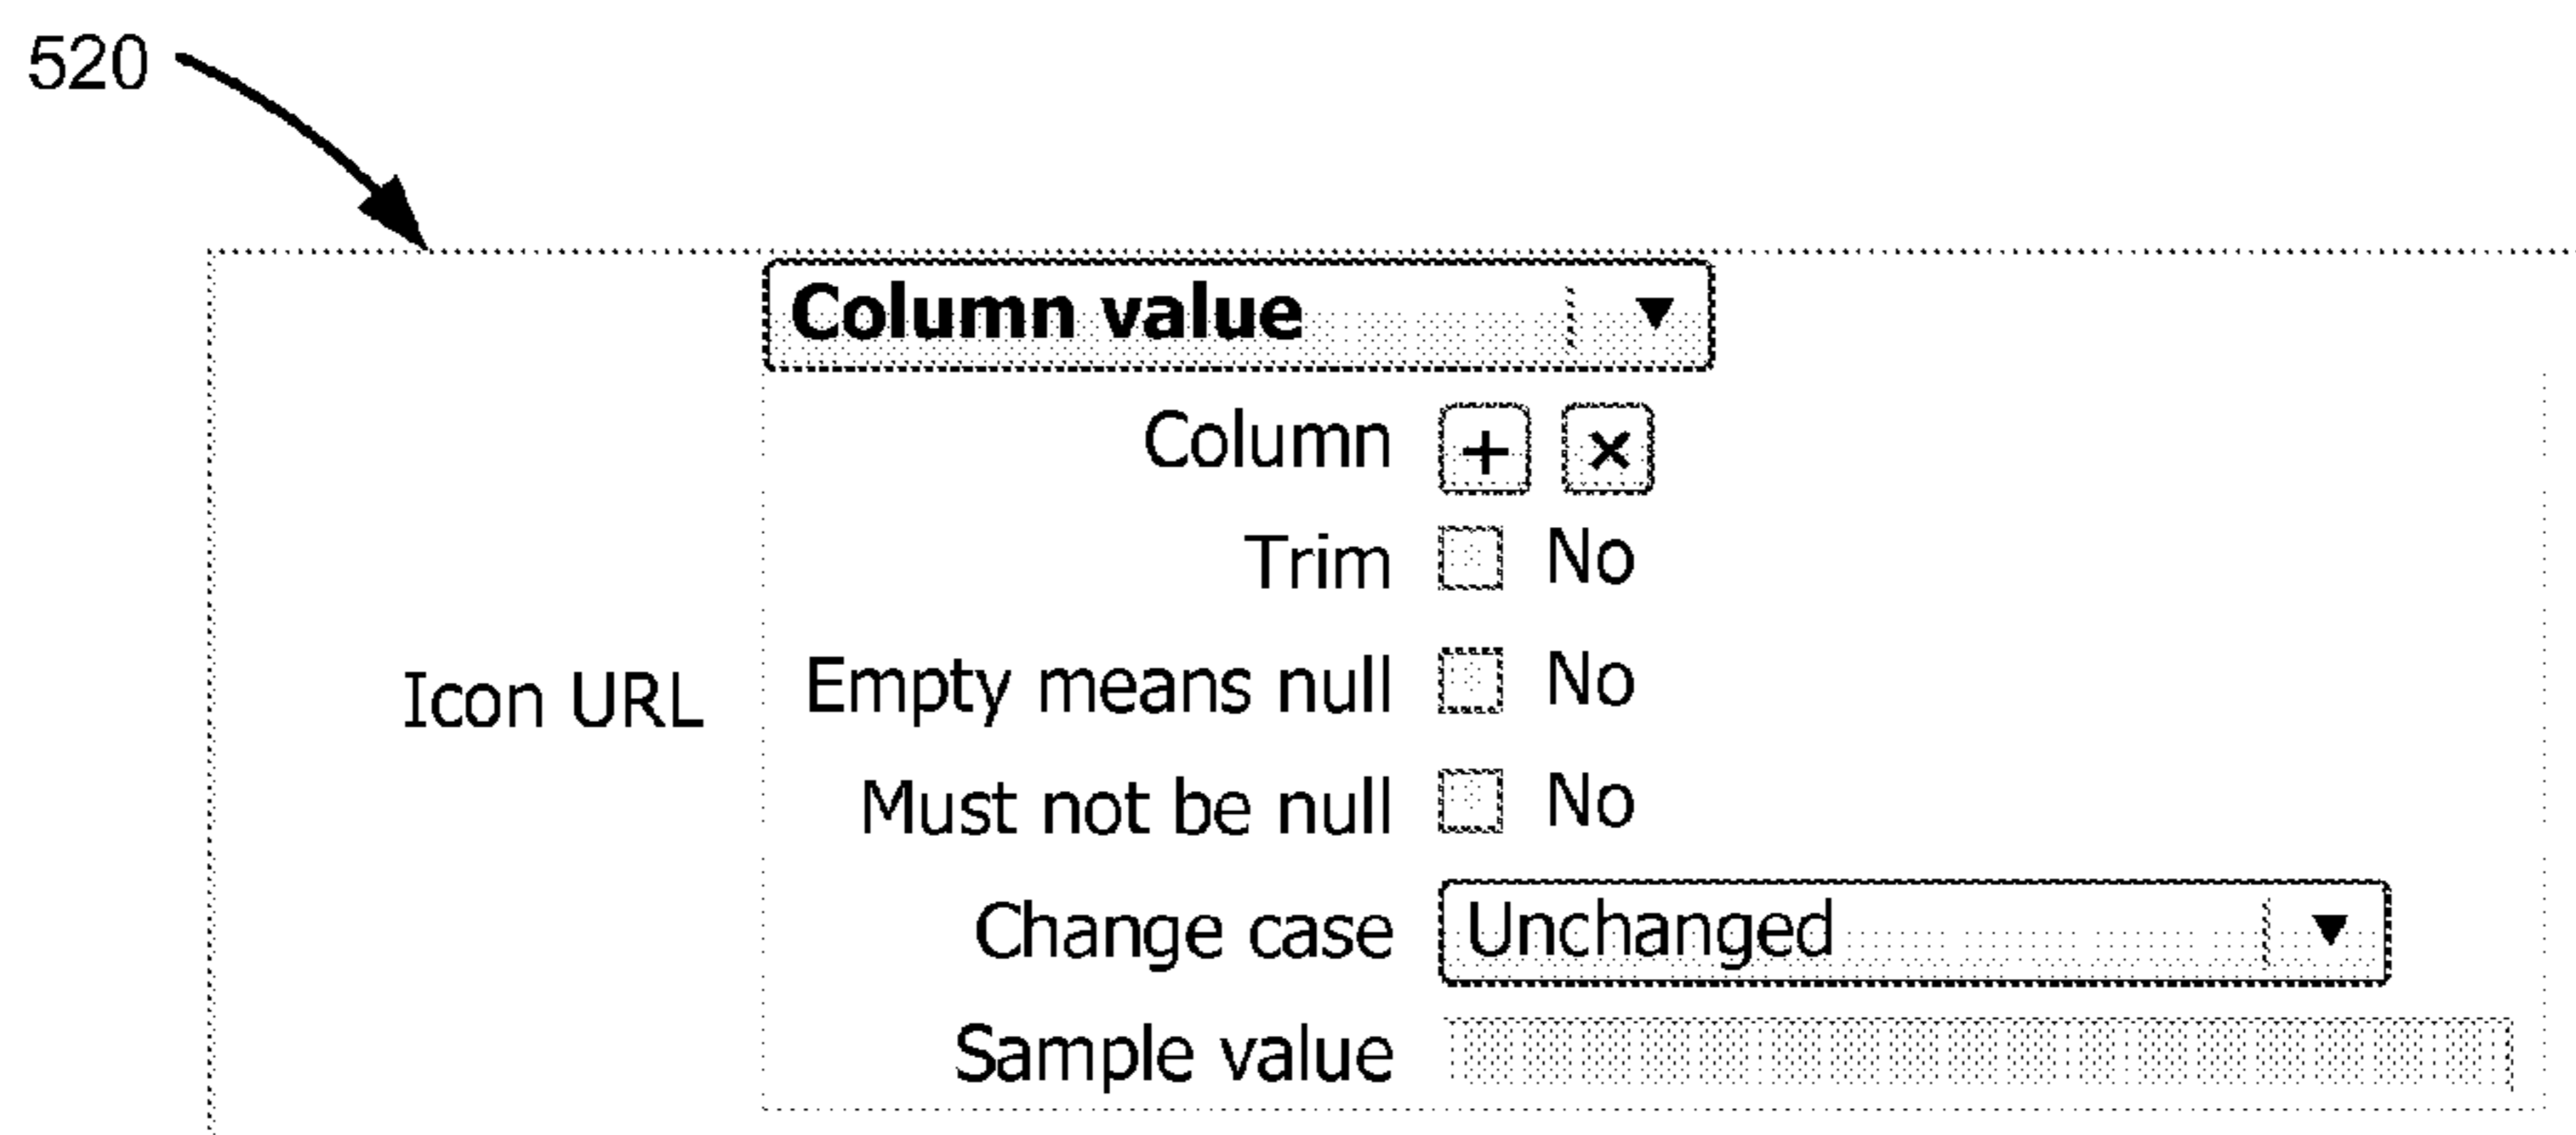 520
Column value
Column + ×
Trim No
Empty means null No
Icon URL
Must not be null No
Change case Unchanged
Sample value